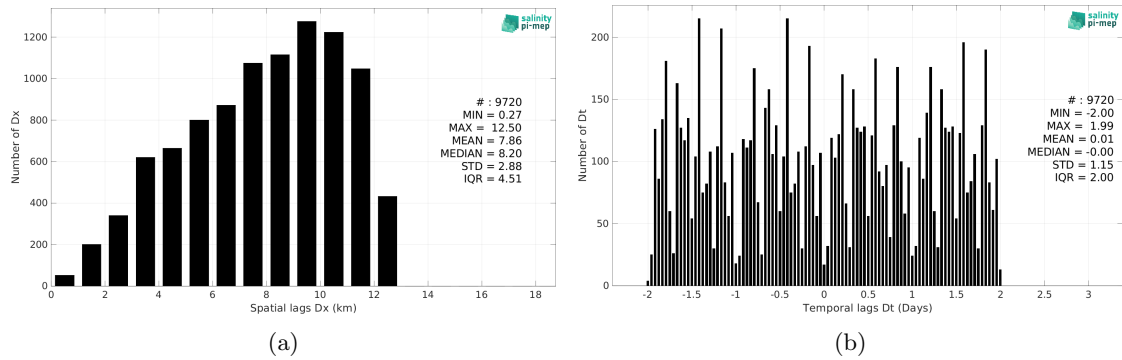 salinity
pi-mep
1200
1000
800
600
400
200
0
Number of Dx
# : 9720
MIN = 0.27
MAX = 12.50
MEAN = 7.86
MEDIAN = 8.20
STD = 2.88
IQR = 4.51
0 2 4 6 8 10 12 14 16 18
Spatial lags Dx (km)
(a)
salinity
pi-mep
200
150
100
50
0
Number of Dt
# : 9720
MIN = -2.00
MAX = 1.99
MEAN = 0.01
MEDIAN = -0.00
STD = 1.15
IQR = 2.00
-2 -1.5 -1 -0.5 0 0.5 1 1.5 2 2.5 3
Temporal lags Dt (Days)
(b)